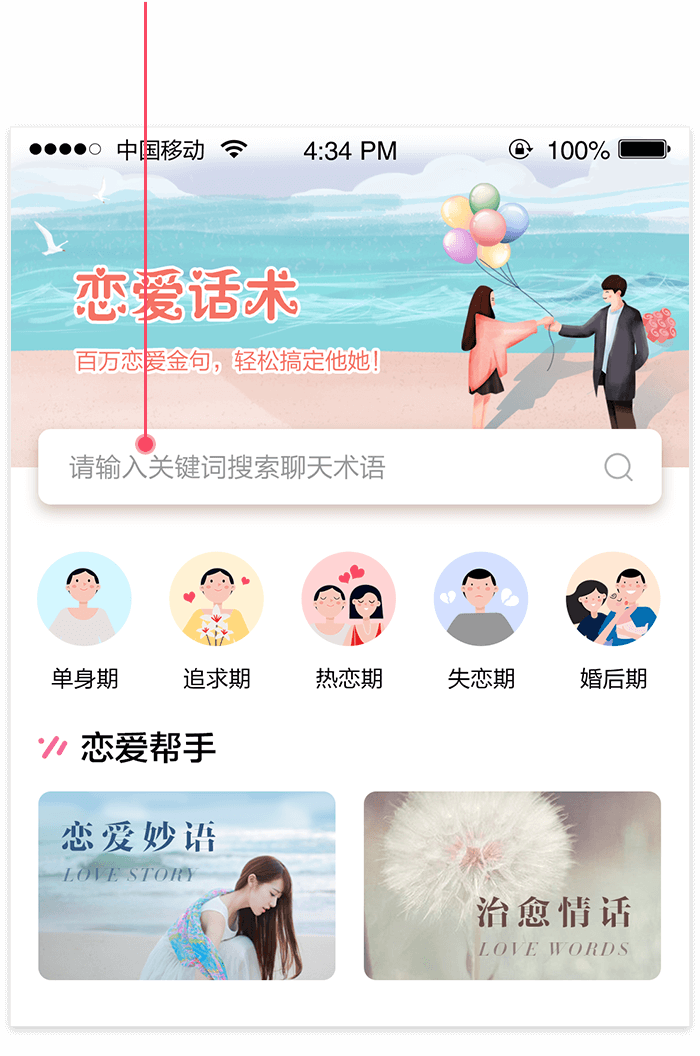 中国移动 4:34 PM 100%
恋爱话术
百万恋爱金句，轻松搞定他她！
请输入关键词搜索聊天术语
单身期 追求期 热恋期 失恋期 婚后期
恋爱帮手
恋爱妙语
LOVE STORY
治愈情话
LOVE WORDS